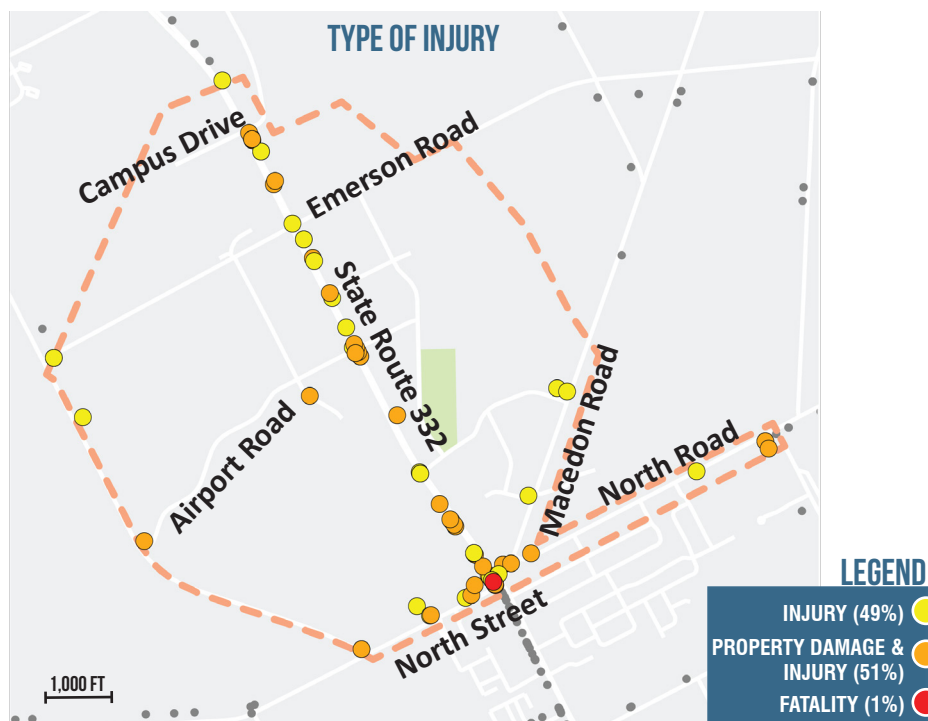 TYPE OF INJURY
Campus Drive
Emerson Road
State Route 332
Airport Road
Macedon Road
North Road
North Street
1,000 FT
LEGEND
INJURY (49%)
PROPERTY DAMAGE &
INJURY (51%)
FATALITY (1%)